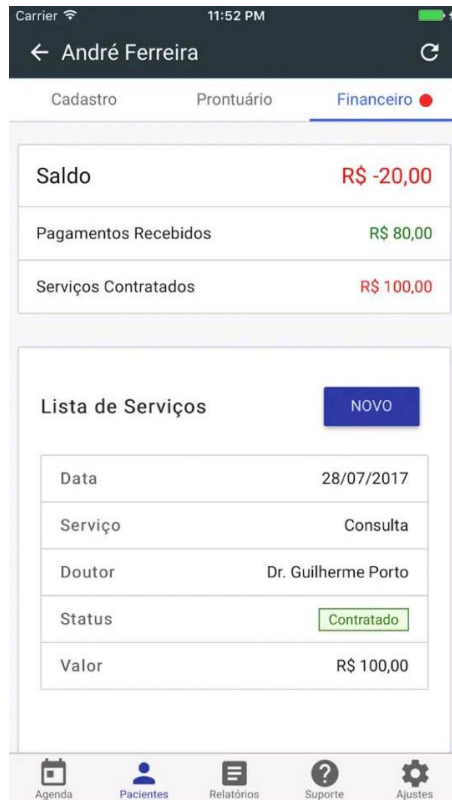 Carrier 11:52 PM
André Ferreira
Cadastro Prontuário Financeiro
Saldo R$ -20,00
Pagamentos Recebidos R$ 80,00
Serviços Contratados R$ 100,00
Lista de Serviços NOVO
Data 28/07/2017
Serviço Consulta
Doutor Dr. Guilherme Porto
Status Contratado
Valor R$ 100,00
Agenda Pacientes Relatórios Suporte Ajustes